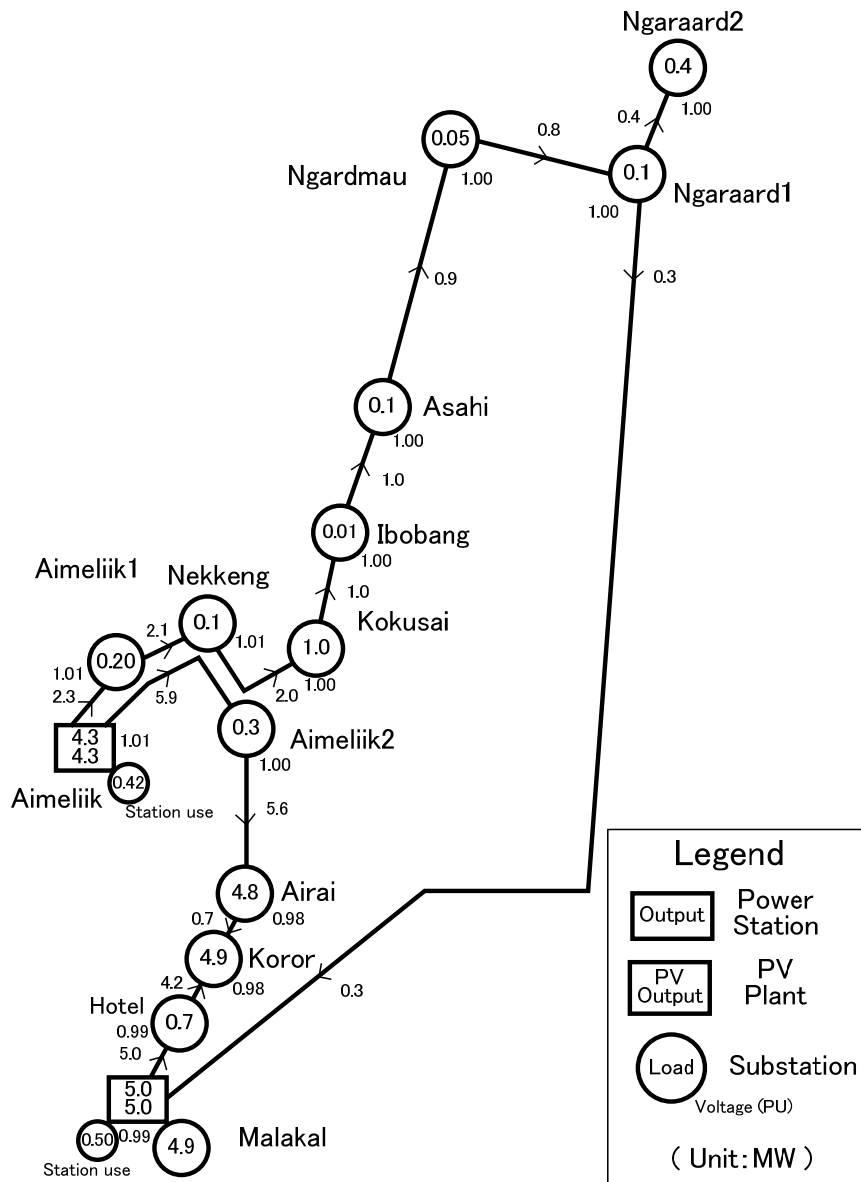 Ngaraard2
0.4
1.00
0.4
0.8
0.05
Ngardmau
1.00
0.1
1.00
Ngaraard1
0.3
0.9
0.1
Asahi
1.00
1.0
0.01
Ibobang
1.00
1.0
Aimeliik1
Nekkeng
0.1
2.1
1.01
Kokusai
1.0
1.00
2.0
0.20
1.01
2.3
5.9
4.3
4.3
1.01
0.3
Aimeliik2
1.00
Aimeliik
0.42
Station use
5.6
4.8
Airai
0.98
0.7
4.9
Koror
0.98
4.2
0.3
Hotel
0.7
0.99
5.0
5.0
5.0
0.50
0.99
4.9
Malakal
Station use
Legend
Output
Power
Station
PV
Output
PV
Plant
Load
Substation
Voltage (PU)
( Unit: MW )